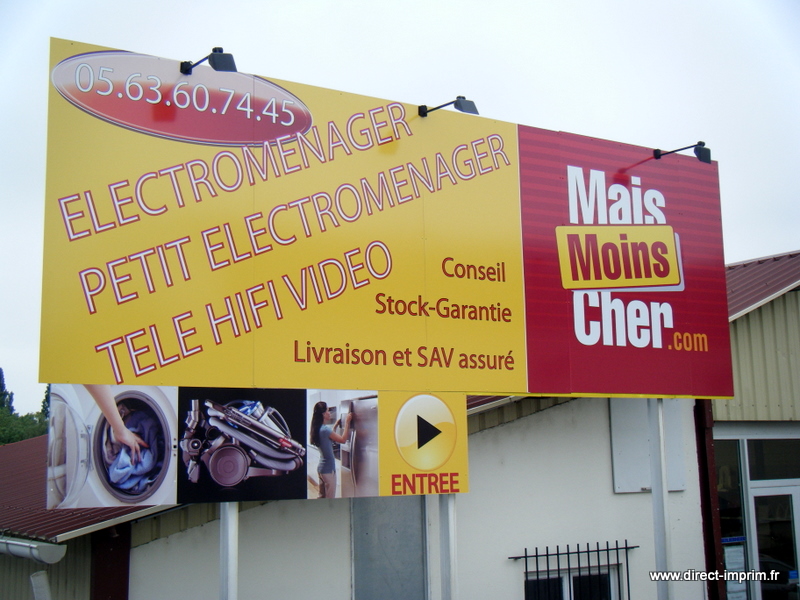 05.63.60.74.45
ELECTROMENAGER
PETIT ELECTROMENAGER
TELE HIFI VIDEO
Conseil
Stock-Garantie
Livraison et SAV assuré
Mais
Moins
Cher.com
ENTREE
www.direct-imprim.fr